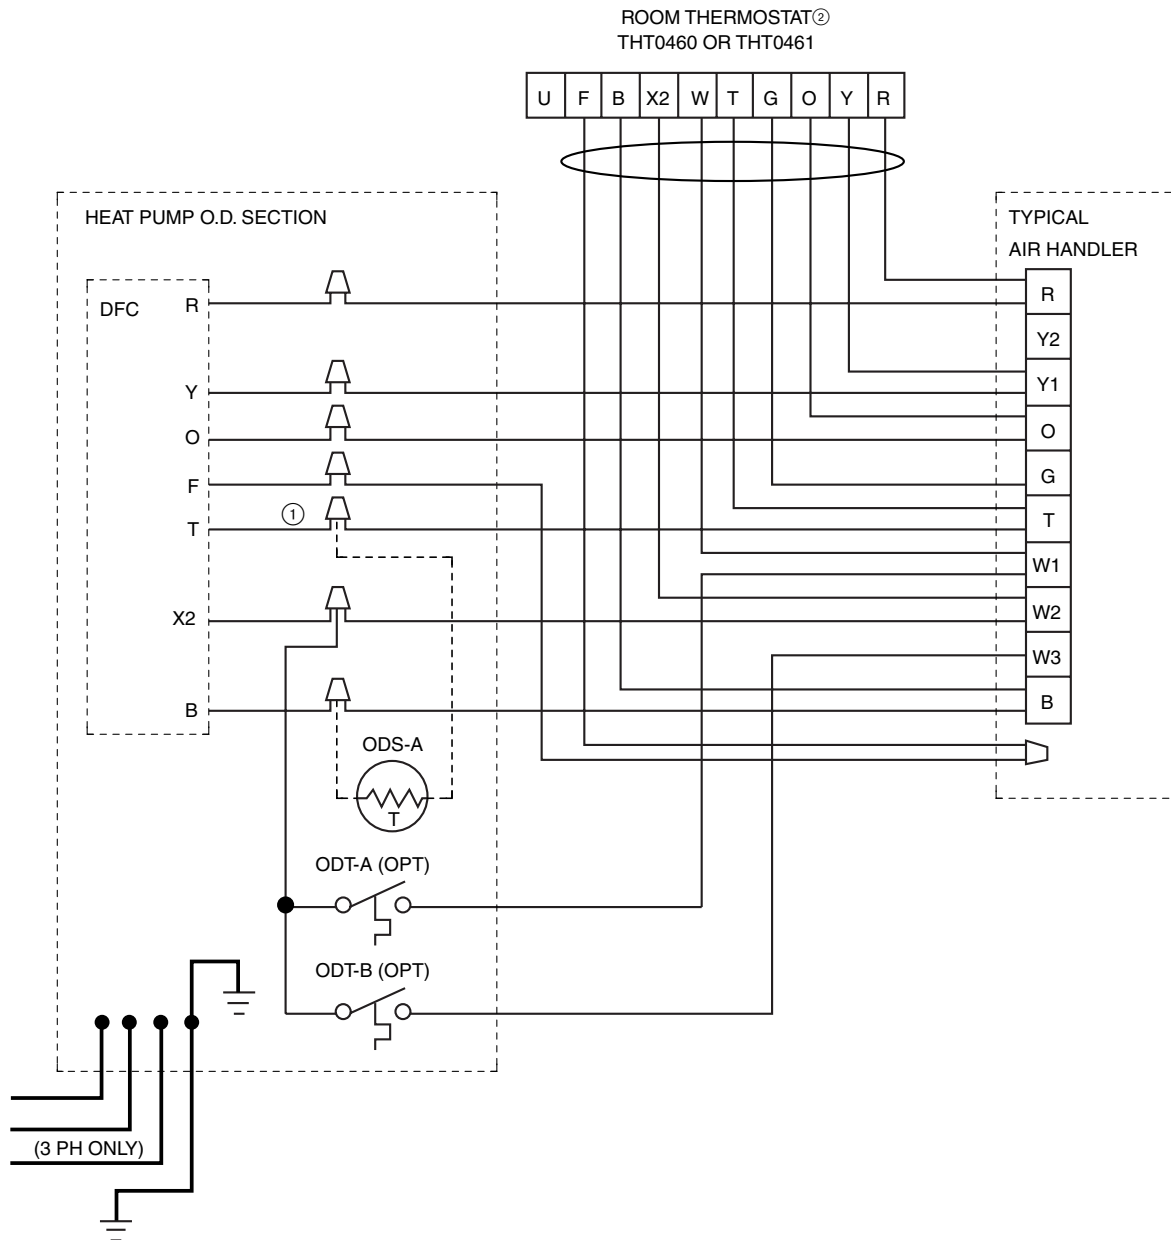 ROOM THERMOSTAT②
THT0460 OR THT0461
U F B X2 W T G O Y R
HEAT PUMP O.D. SECTION
TYPICAL
AIR HANDLER
DFC
R
Y
O
F
T
①
X2
B
R
Y2
Y1
O
G
T
W1
W2
W3
B
ODS-A
T
ODT-A (OPT)
ODT-B (OPT)
(3 PH ONLY)